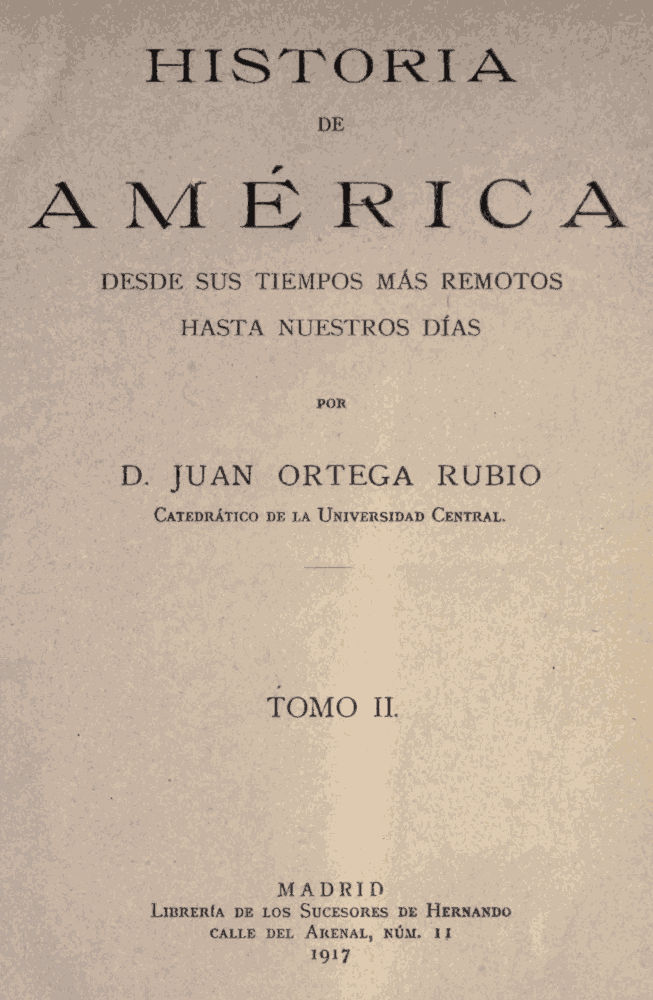 HISTORIA
DE
AMÉRICA
DESDE SUS TIEMPOS MÁS REMOTOS
HASTA NUESTROS DÍAS
POR
D. JUAN ORTEGA RUBIO
CATEDRÁTICO DE LA UNIVERSIDAD CENTRAL.
TOMO II.
MADRID
LIBRERÍA DE LOS SUCESORES DE HERNANDO
CALLE DEL ARENAL, NÚM. 11
1917